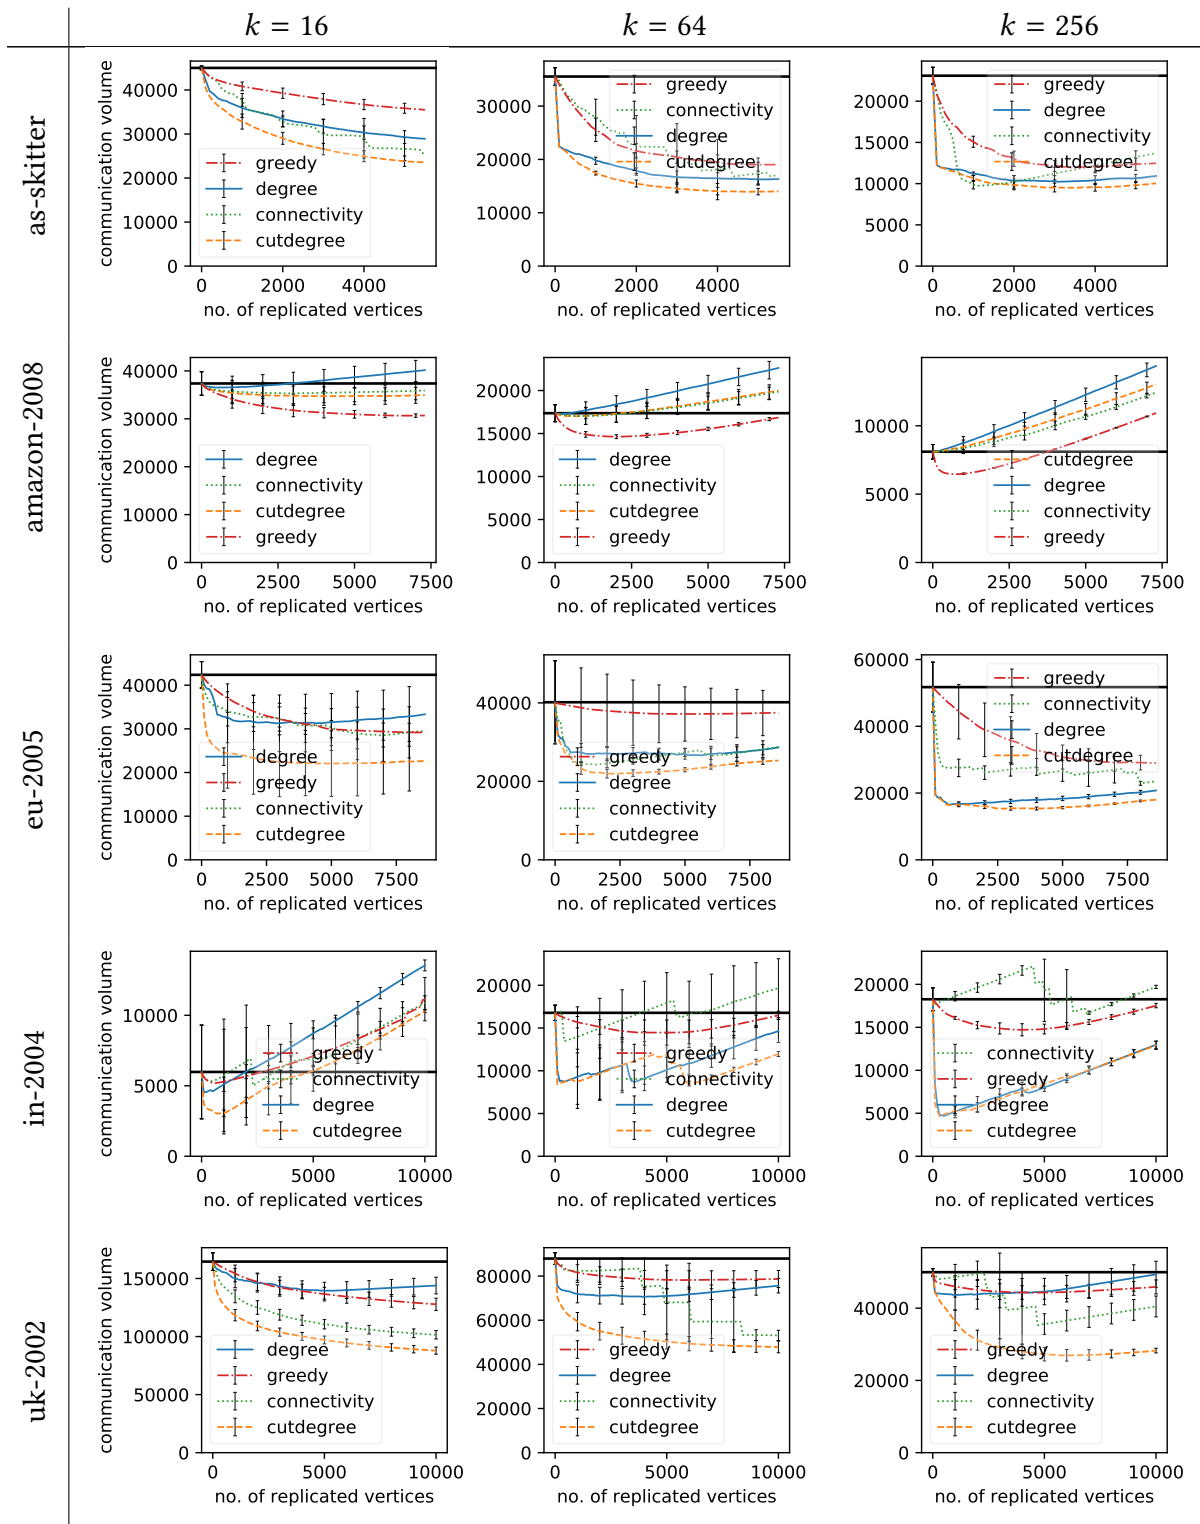 k = 16 k = 64 k = 256
as-skitter
communication volume
40000
30000
20000
10000
0
greedy
degree
connectivity
cutdegree
0 2000 4000
no. of replicated vertices
30000
20000
10000
0
greedy
connectivity
degree
cutdegree
0 2000 4000
no. of replicated vertices
20000
15000
10000
5000
0
greedy
degree
connectivity
cutdegree
0 2000 4000
no. of replicated vertices
amazon-2008
communication volume
40000
30000
20000
10000
0
degree
connectivity
cutdegree
greedy
0 2500 5000 7500
no. of replicated vertices
20000
15000
10000
5000
0
degree
connectivity
cutdegree
greedy
0 2500 5000 7500
no. of replicated vertices
10000
5000
0
cutdegree
degree
connectivity
greedy
0 2500 5000 7500
no. of replicated vertices
eu-2005
communication volume
40000
30000
20000
10000
0
degree
greedy
connectivity
cutdegree
0 2500 5000 7500
no. of replicated vertices
40000
20000
0
greedy
degree
connectivity
cutdegree
0 2500 5000 7500
no. of replicated vertices
60000
40000
20000
0
greedy
connectivity
degree
cutdegree
0 2500 5000 7500
no. of replicated vertices
in-2004
communication volume
10000
5000
0
greedy
connectivity
degree
cutdegree
0 5000 10000
no. of replicated vertices
20000
15000
10000
5000
0
greedy
connectivity
degree
cutdegree
0 5000 10000
no. of replicated vertices
20000
15000
10000
5000
0
connectivity
greedy
degree
cutdegree
0 5000 10000
no. of replicated vertices
uk-2002
communication volume
150000
100000
50000
0
degree
greedy
connectivity
cutdegree
0 5000 10000
no. of replicated vertices
80000
60000
40000
20000
0
greedy
degree
connectivity
cutdegree
0 5000 10000
no. of replicated vertices
40000
20000
0
greedy
degree
connectivity
cutdegree
0 5000 10000
no. of replicated vertices